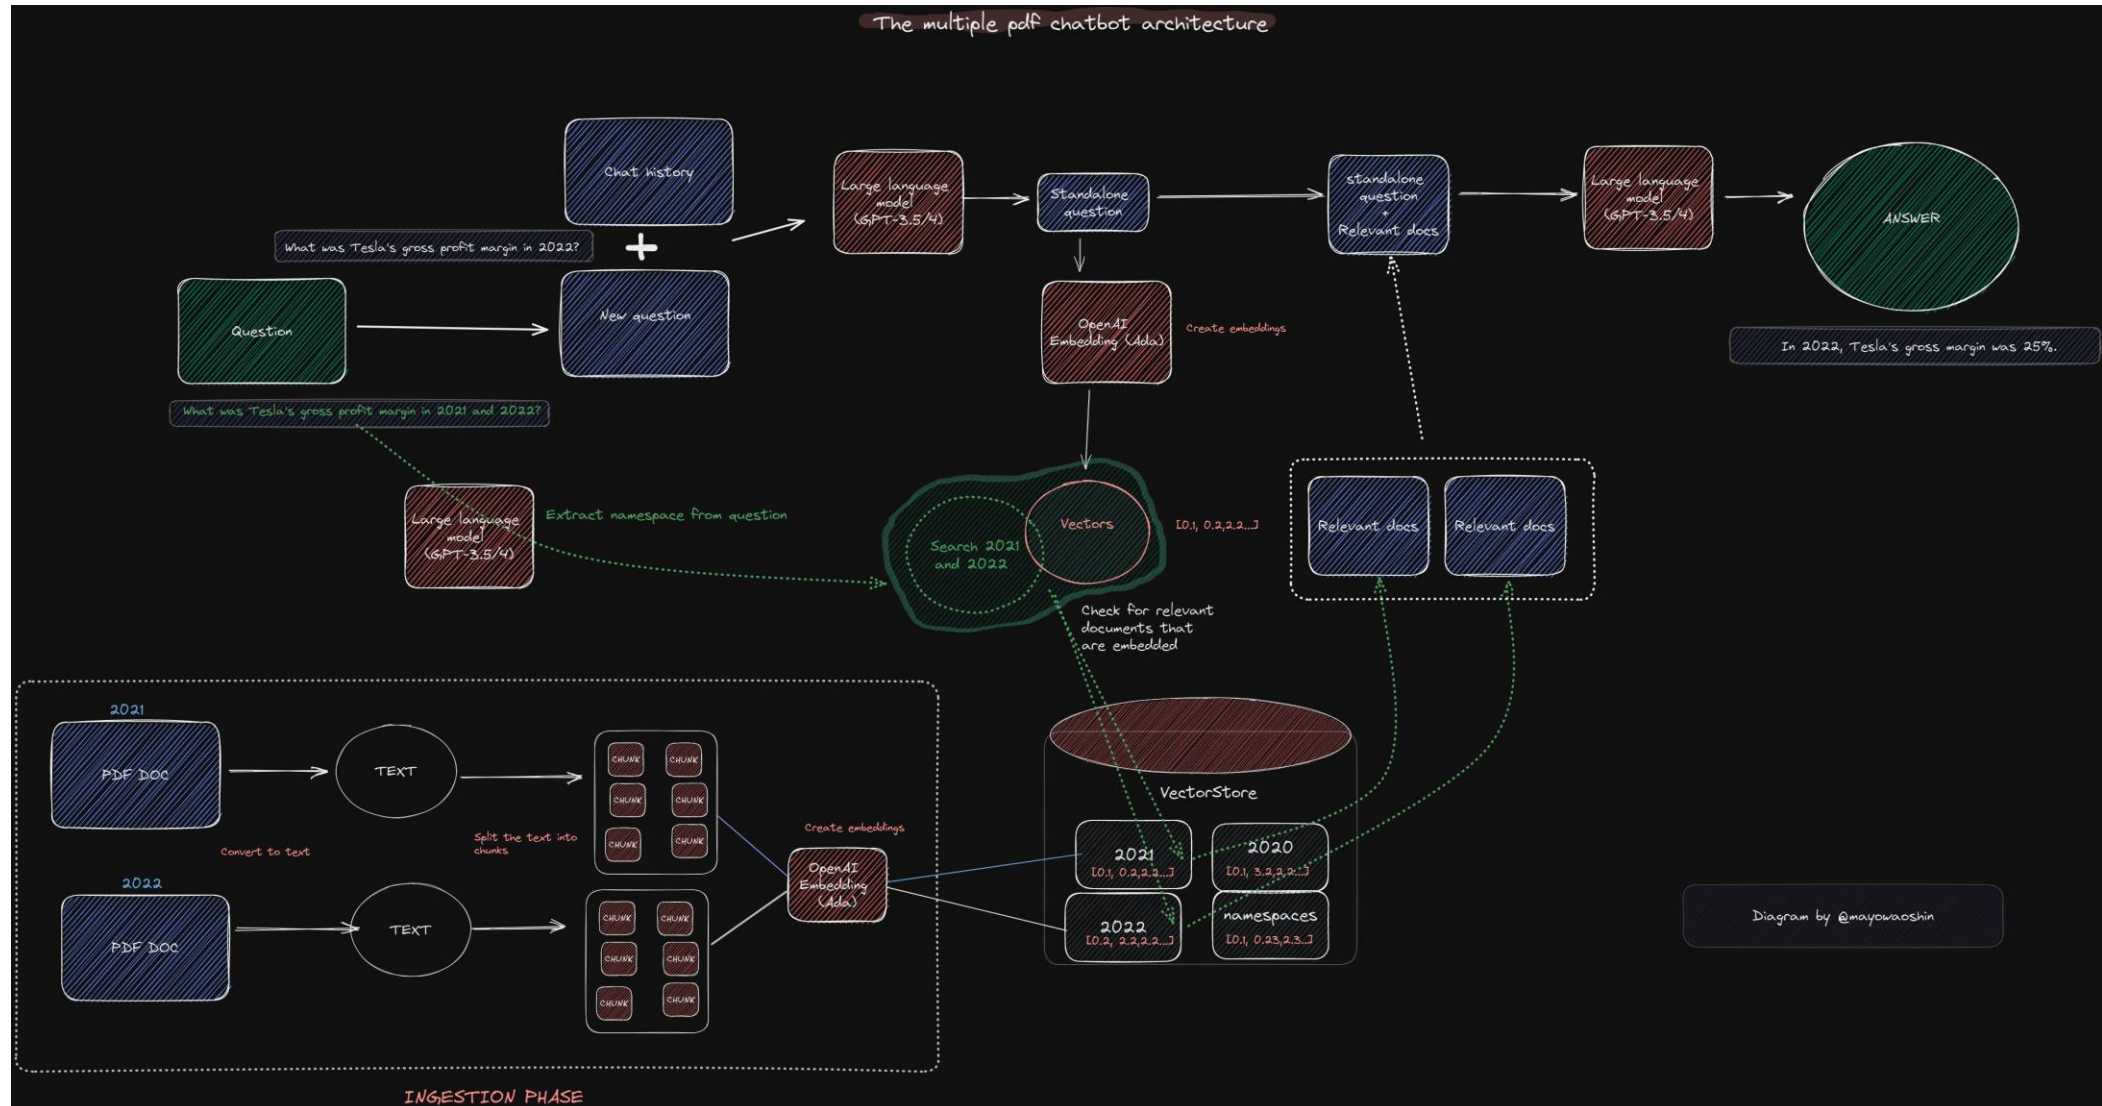 The multiple pdf chatbot architecture
Chat history
What was Tesla's gross profit margin in 2022?
+
Question
New question
What was Tesla's gross profit margin in 2021 and 2022?
Large language
model
(GPT-3.5/4)
Standalone
question
standalone
question
+
Relevant docs
Large language
model
(GPT-3.5/4)
ANSWER
In 2022, Tesla's gross margin was 25%.
OpenAI
Embedding (Ada)
Create embeddings
Large language
model
(GPT-3.5/4)
Extract namespace from question
Search 2021
and 2022
Vectors
[0.1, 0.2,2.2...]
Relevant docs
Relevant docs
Check for relevant
documents that
are embedded
2021
PDF DOC
TEXT
CHUNK
CHUNK
CHUNK
CHUNK
CHUNK
CHUNK
Convert to text
Split the text into
chunks
Create embeddings
OpenAI
Embedding
(Ada)
2022
PDF DOC
TEXT
CHUNK
CHUNK
CHUNK
CHUNK
CHUNK
CHUNK
INGESTION PHASE
VectorStore
2021
[0.1, 0.2,2.2...]
2020
[0.1, 3.2,2.2...]
2022
[0.2, 2.2,2.2...]
namespaces
[0.1, 0.23,2.3...]
Diagram by @mayowaoshin